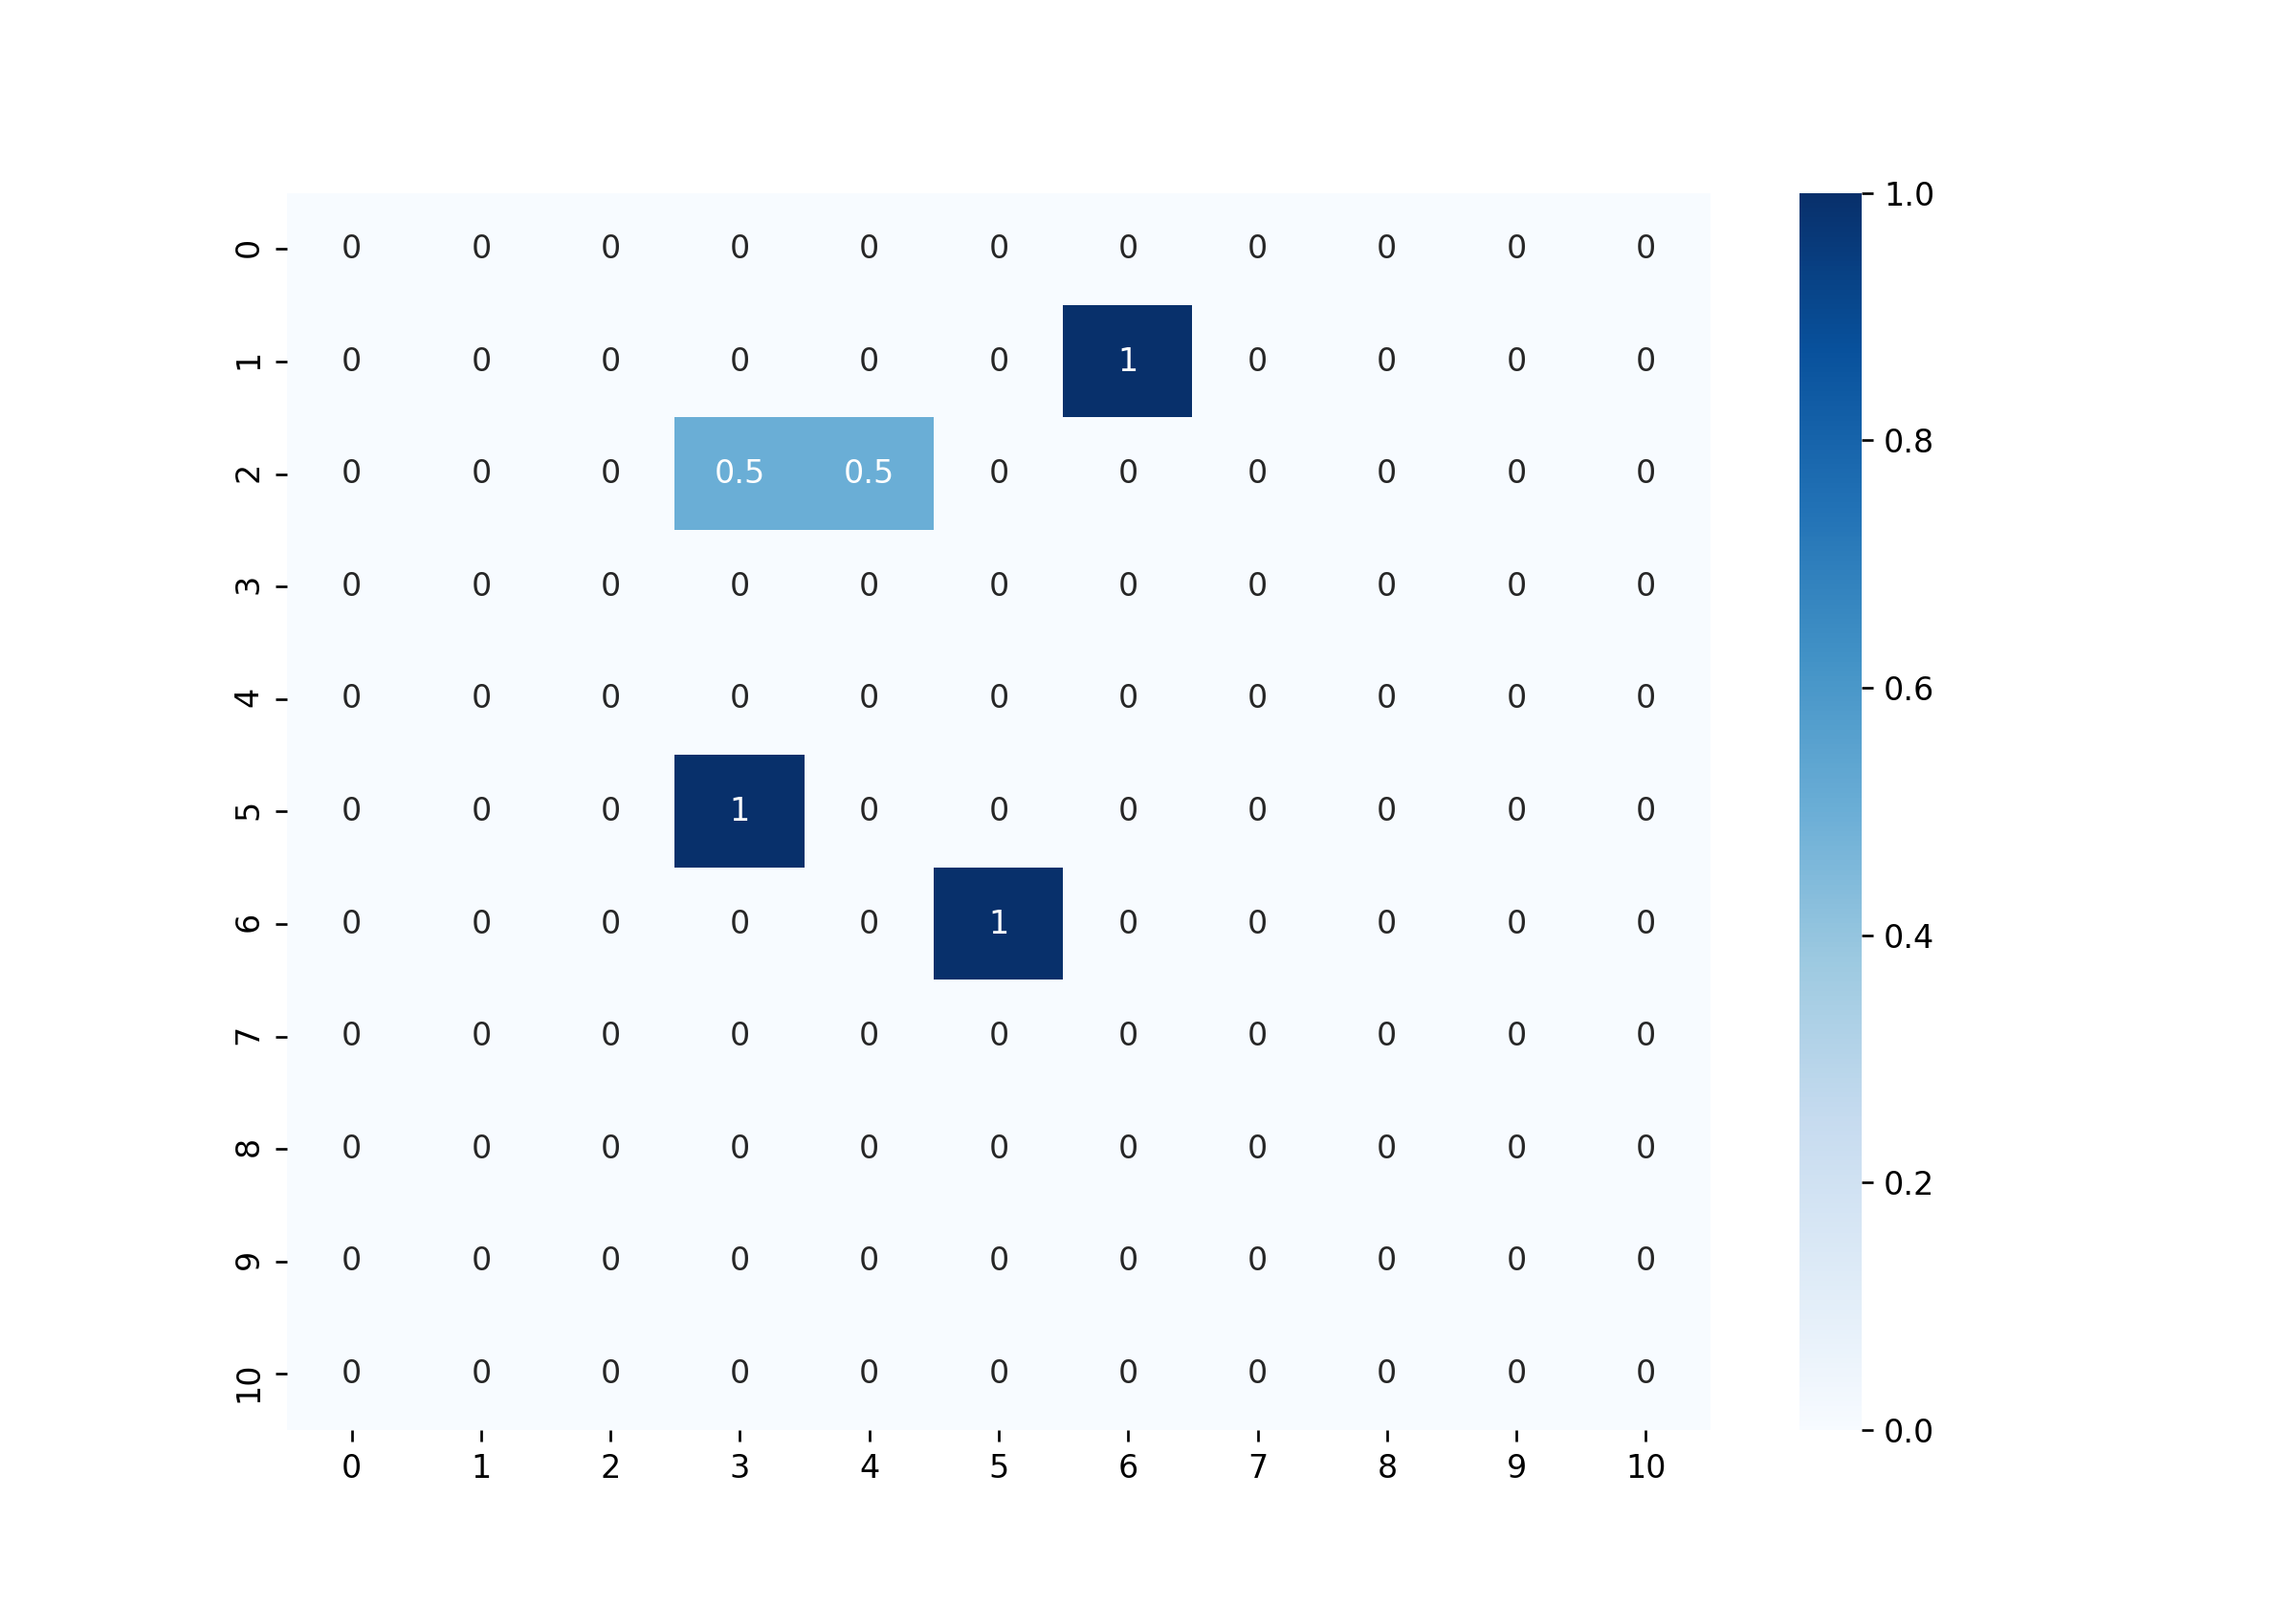 1.0
0 0 0 0 0 0 0 0 0 0 0 0
1 0 0 0 0 0 0 1 0 0 0 0
0.8
2 0 0 0 0.5 0.5 0 0 0 0 0 0
3 0 0 0 0 0 0 0 0 0 0 0
0.6
4 0 0 0 0 0 0 0 0 0 0 0
5 0 0 0 1 0 0 0 0 0 0 0
6 0 0 0 0 0 1 0 0 0 0 0
0.4
7 0 0 0 0 0 0 0 0 0 0 0
8 0 0 0 0 0 0 0 0 0 0 0
0.2
9 0 0 0 0 0 0 0 0 0 0 0
10 0 0 0 0 0 0 0 0 0 0 0
0.0
0 1 2 3 4 5 6 7 8 9 10